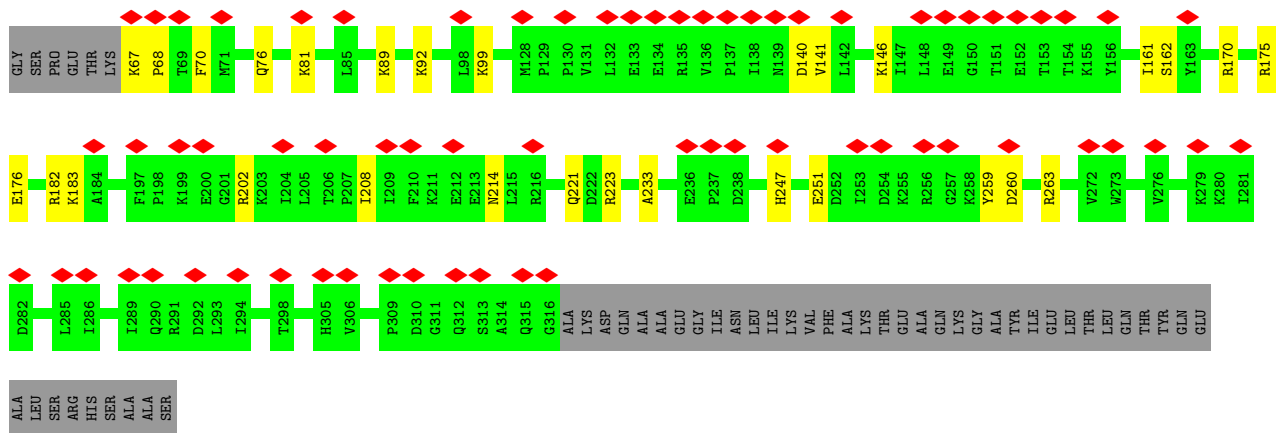 GLY SER PRO GLU THR LYS K67 P68 T69 F70 M71 Q76 K81 L85 K89 K92 L98 K99 M128 P129 P130 V131 L132 E133 E134 R135 V136 P137 I138 N139 D140 V141 L142 K146 I147 L148 E149 G150 T151 E152 T153 T154 K155 Y156 I161 S162 Y163 R170 R175
E176 R182 K183 A184 F197 P198 K199 E200 G201 R202 K203 I204 L205 T206 P207 I208 I209 F210 K211 E212 E213 N214 L215 R216 Q221 D222 R223 A233 E236 P237 D238 H247 E251 D252 I253 D254 K255 R256 G257 K258 Y259 D260 R263 V272 W273 V276 K279 K280 I281
D282 L285 I286 I289 Q290 R291 D292 L293 I294 T298 H305 V306 P309 D310 G311 Q312 S313 A314 Q315 G316 ALA LYS ASP GLN ALA ALA GLU GLY ILE ASN LEU ILE LYS VAL PHE ALA LYS THR GLU ALA GLN LYS GLY ALA TYR ILE GLU LEU THR LEU GLN THR TYR GLN GLU
ALA LEU SER ARG HIS SER ALA ALA SER